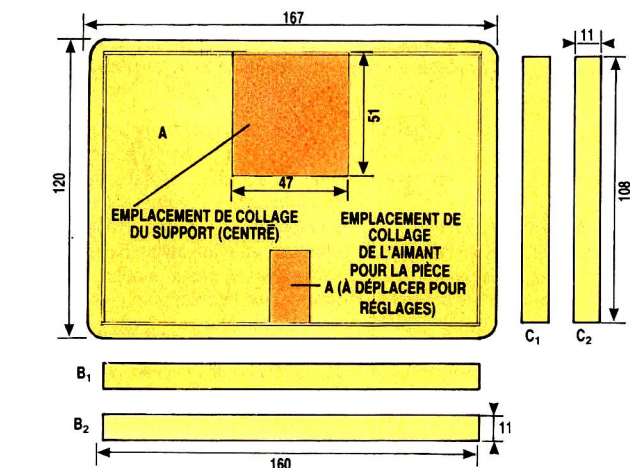 167
11
120
A
51
47
108
EMPLACEMENT DE COLLAGE
DU SUPPORT (CENTRÉ)
EMPLACEMENT DE
COLLAGE
DE L'AIMANT
POUR LA PIÈCE
A (À DÉPLACER POUR
RÉGLAGES)
C1
C2
B1
B2
11
160